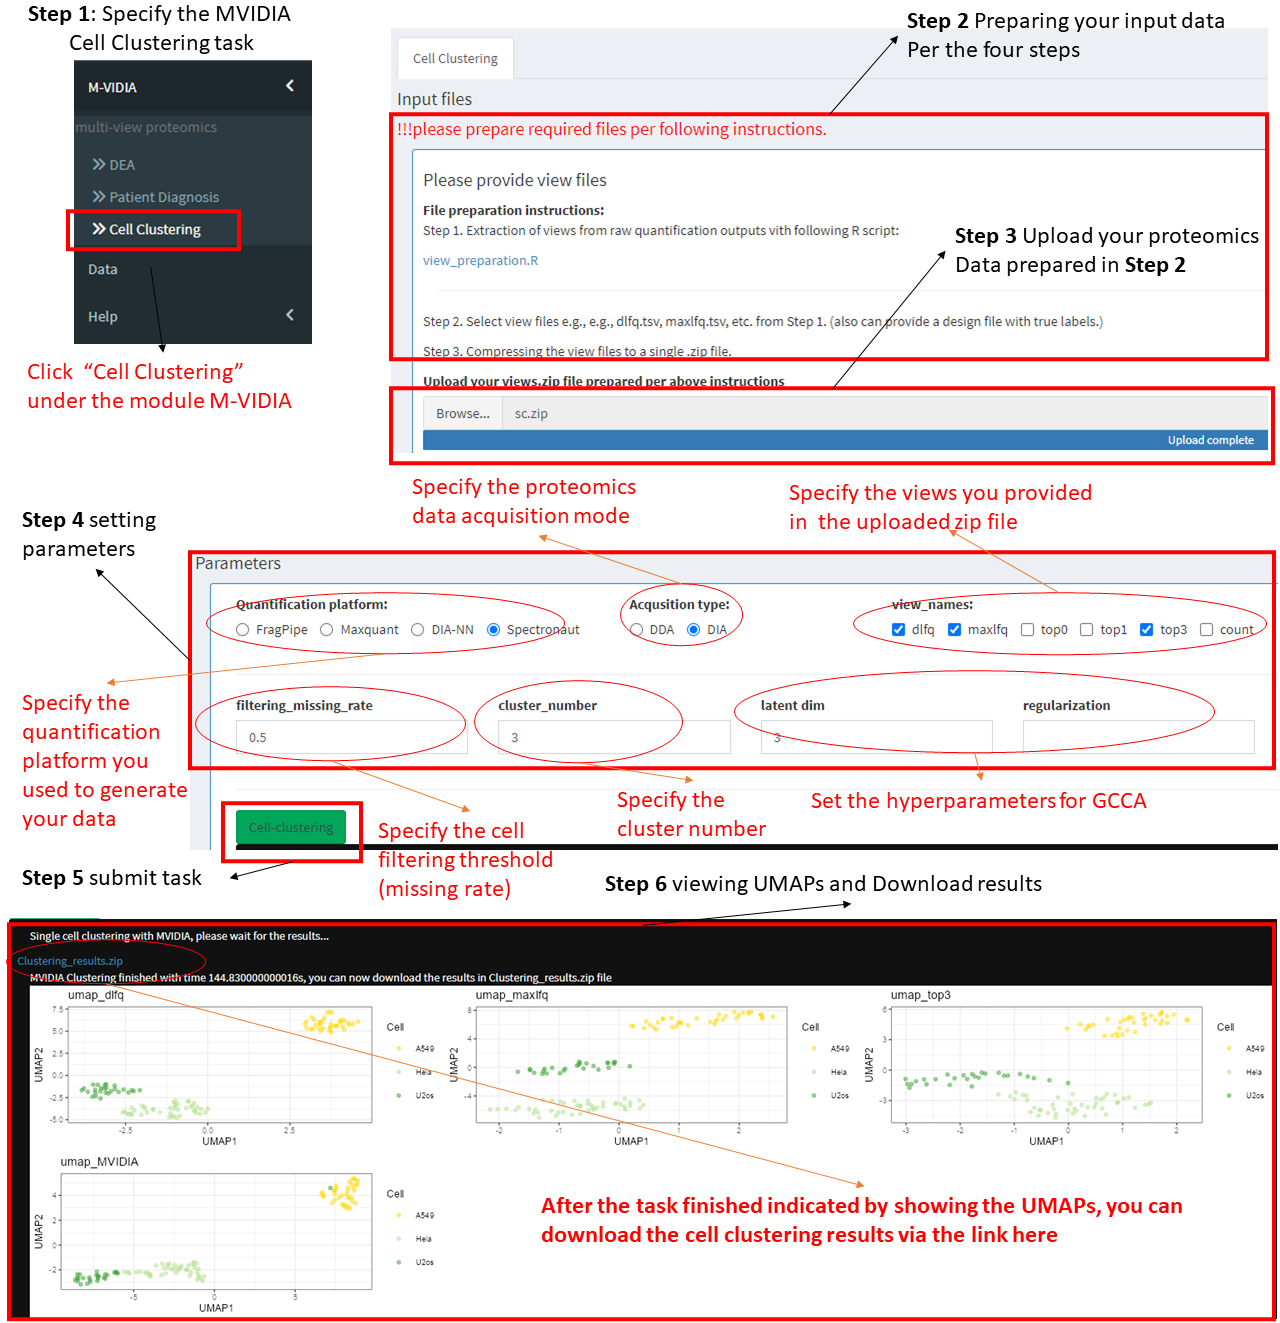 Step 1: Specify the MVIDIA
Cell Clustering task
M-VIDIA
multi-view proteomics
DEA
Patient Diagnosis
Cell Clustering
Data
Help
Click “Cell Clustering”
under the module M-VIDIA
Step 2 Preparing your input data
Per the four steps
Cell Clustering
Input files
!!!please prepare required files per following instructions.
Please provide view files
File preparation instructions:
Step 1. Extraction of views from raw quantification outputs vith following R script:
view_preparation.R
Step 2. Select view files e.g., e.g., dlfq.tsv, maxlfq.tsv, etc. from Step 1. (also can provide a design file with true labels.)
Step 3. Compressing the view files to a single .zip file.
Step 3 Upload your proteomics
Data prepared in Step 2
Upload your views.zip file prepared per above instructions
Browse... sc.zip
Upload complete
Specify the proteomics
data acquisition mode
Specify the views you provided
in the uploaded zip file
Step 4 setting
parameters
Parameters
Quantification platform: Acqusition type: view_names:
FragPipe Maxquant DIA-NN Spectronaut DDA DIA dlfq maxlfq top0 top1 top3 count
filtering_missing_rate cluster_number latent dim regularization
0.5 3 3
Specify the
quantification
platform you
used to generate
your data
Specify the cell
filtering threshold
(missing rate)
Specify the
cluster number
Set the hyperparameters for GCCA
Cell-clustering
Step 5 submit task
Step 6 viewing UMAPs and Download results
Single cell clustering with MVIDIA, please wait for the results...
Clustering_results.zip
MVIDIA Clustering finished with time 144.830000000016s, you can now download the results in Clustering_results.zip file
umap_dlfq
7.5
5.0
2.5
0.0
-2.5
-5.0
UMAP2
-2.5 0.0 2.5
UMAP1
Cell
A549
Hela
U2os
umap_maxlfq
8
4
0
-4
UMAP2
-2 -1 0 1 2
UMAP1
Cell
A549
Hela
U2os
umap_top3
6
3
0
-3
UMAP2
-3 -2 -1 0 1 2
UMAP1
Cell
A549
Hela
U2os
umap_MVIDIA
4
2
0
-2
UMAP2
-5 0 5
UMAP1
Cell
A549
Hela
U2os
After the task finished indicated by showing the UMAPs, you can
download the cell clustering results via the link here